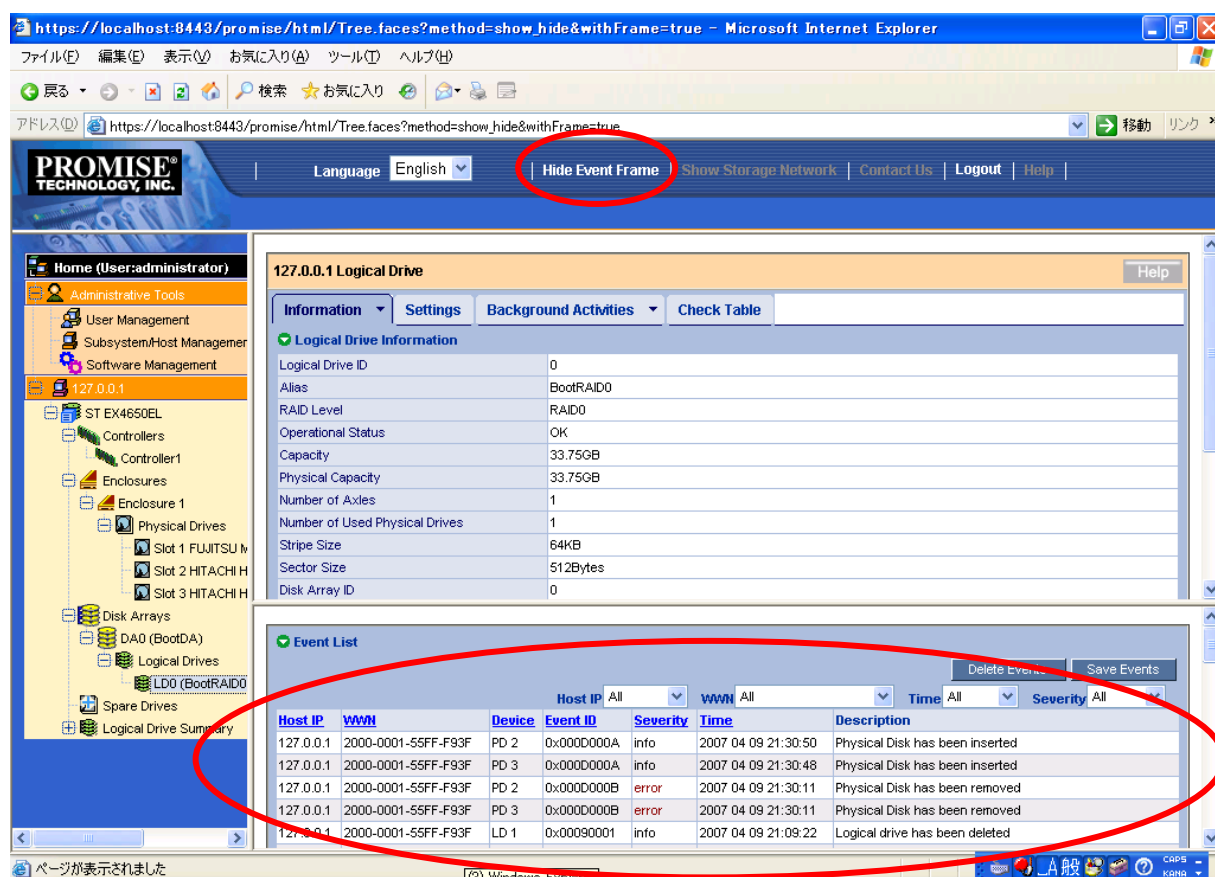 https://localhost:8443/promise/html/Tree.faces?method=show_hide&withFrame=true - Microsoft Internet Explorer
ファイル(F) 編集(E) 表示(V) お気に入り(A) ツール(T) ヘルプ(H)
戻る 検索 お気に入り
アドレス(D) https://localhost:8443/promise/html/Tree.faces?method=show_hide&withFrame=true 移動 リンク »
PROMISE®
TECHNOLOGY, INC.
Language English | Hide Event Frame | Show Storage Network | Contact Us | Logout | Help |
Home (User:administrator)
Administrative Tools
User Management
Subsystem/Host Managemer
Software Management
127.0.0.1
ST EX4650EL
Controllers
Controller1
Enclosures
Enclosure 1
Physical Drives
Slot 1 FUJITSU M
Slot 2 HITACHI H
Slot 3 HITACHI H
Disk Arrays
DA0 (BootDA)
Logical Drives
LD0 (BootRAID0
Spare Drives
Logical Drive Summary
127.0.0.1 Logical Drive Help
Information Settings Background Activities Check Table
Logical Drive Information
Logical Drive ID 0
Alias BootRAID0
RAID Level RAID0
Operational Status OK
Capacity 33.75GB
Physical Capacity 33.75GB
Number of Axles 1
Number of Used Physical Drives 1
Stripe Size 64KB
Sector Size 512Bytes
Disk Array ID 0
Event List
Delete Events Save Events
Host IP All WWN All Time All Severity All
Host IP WWN Device Event ID Severity Time Description
127.0.0.1 2000-0001-55FF-F93F PD 2 0x000D000A info 2007 04 09 21:30:50 Physical Disk has been inserted
127.0.0.1 2000-0001-55FF-F93F PD 3 0x000D000A info 2007 04 09 21:30:48 Physical Disk has been inserted
127.0.0.1 2000-0001-55FF-F93F PD 2 0x000D000B error 2007 04 09 21:30:11 Physical Disk has been removed
127.0.0.1 2000-0001-55FF-F93F PD 3 0x000D000B error 2007 04 09 21:30:11 Physical Disk has been removed
127.0.0.1 2000-0001-55FF-F93F LD 1 0x00090001 info 2007 04 09 21:09:22 Logical drive has been deleted
ページが表示されました
A般 CAPS
KANA